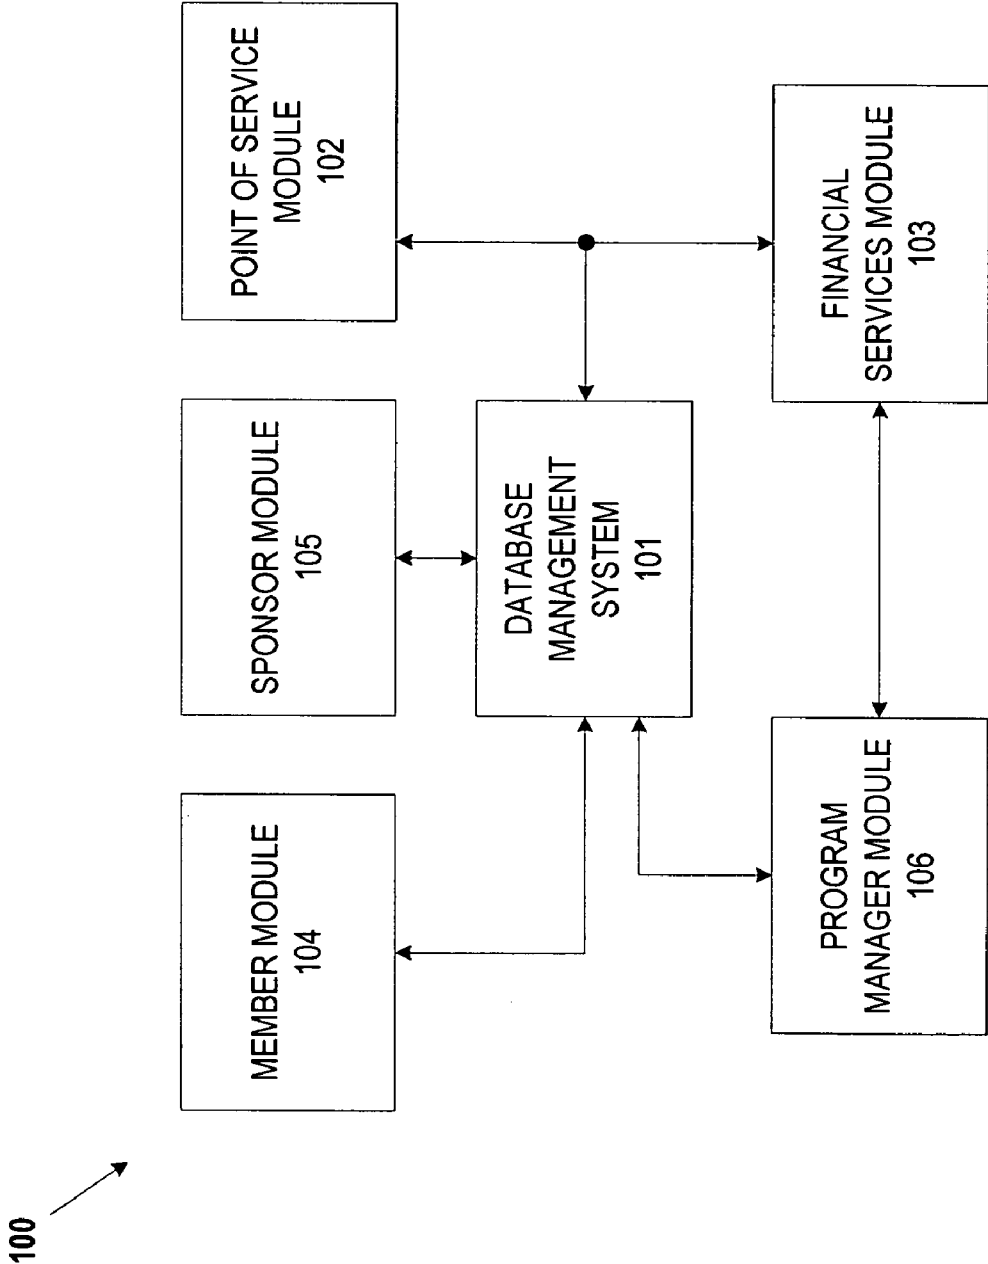 100
MEMBER MODULE
104
SPONSOR MODULE
105
POINT OF SERVICE
MODULE
102
DATABASE
MANAGEMENT
SYSTEM
101
PROGRAM
MANAGER MODULE
106
FINANCIAL
SERVICES MODULE
103